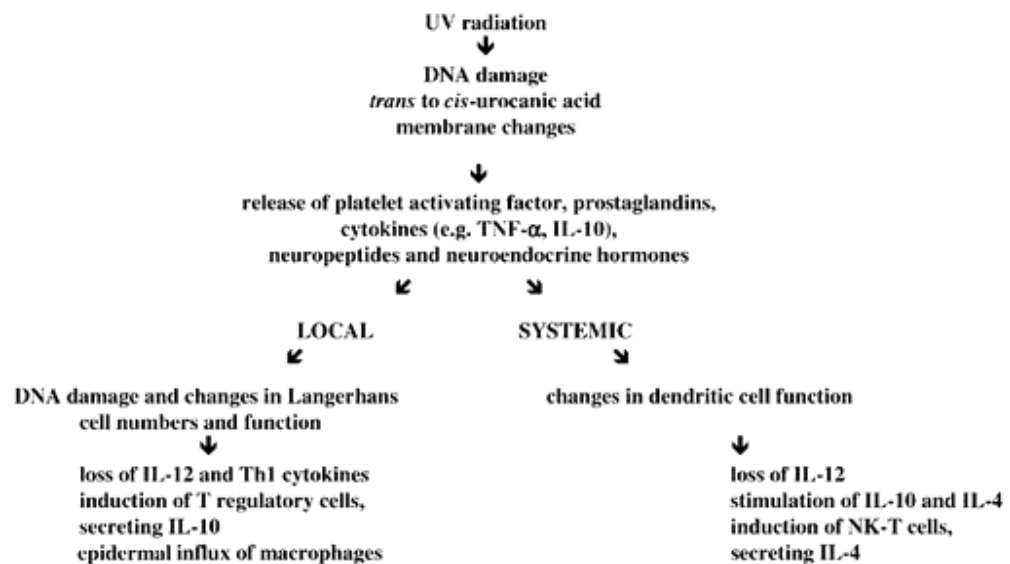 UV radiation
DNA damage
trans to cis-urocanic acid
membrane changes
release of platelet activating factor, prostaglandins,
cytokines (e.g. TNF-α, IL-10),
neuropeptides and neuroendocrine hormones
LOCAL
SYSTEMIC
DNA damage and changes in Langerhans
cell numbers and function
changes in dendritic cell function
loss of IL-12 and Th1 cytokines
induction of T regulatory cells,
secreting IL-10
epidermal influx of macrophages
loss of IL-12
stimulation of IL-10 and IL-4
induction of NK-T cells,
secreting IL-4